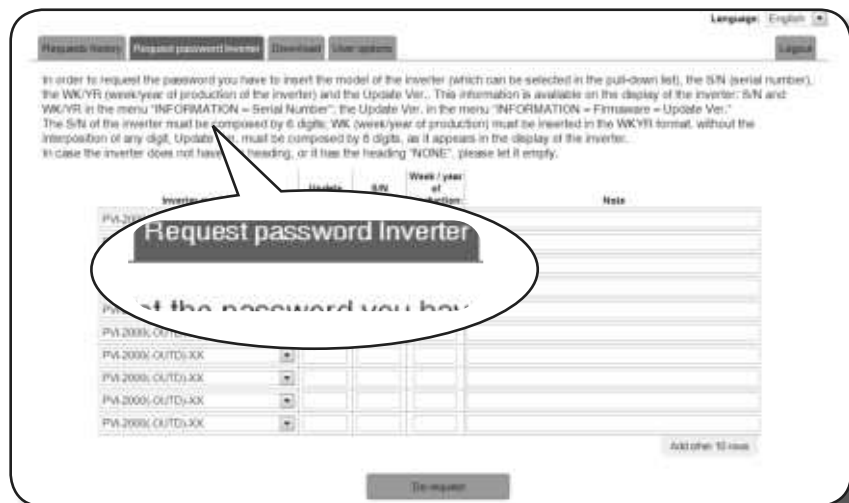 Language: English
Requests history Request password Inverter Download User options Logout
In order to request the password you have to insert the model of the inverter (which can be selected in the pull-down list), the S/N (serial number),
the WK/YR (week/year of production of the inverter) and the Update Ver.. This information is available on the display of the inverter: S/N and
WK/YR in the menu "INFORMATION – Serial Number", the Update Ver. in the menu "INFORMATION – Firmaware – Update Ver."
The S/N of the inverter must be composed by 6 digits; WK (week/year of production) must be inserted in the WKYR format, without the
interposition of any digit, Update Ver. must be composed by 6 digits, as it appears in the display of the inverter.
In case the inverter does not have heading, or it has the heading "NONE", please let it empty.
Inverter Update S/N Week / year of production Note
Request password Inverter
the password you hav
PVI-2000(-OUTD)-XX
PVI-2000(-OUTD)-XX
PVI-2000(-OUTD)-XX
PVI-2000(-OUTD)-XX
PVI-2000(-OUTD)-XX
Add other 10 rows
Do request